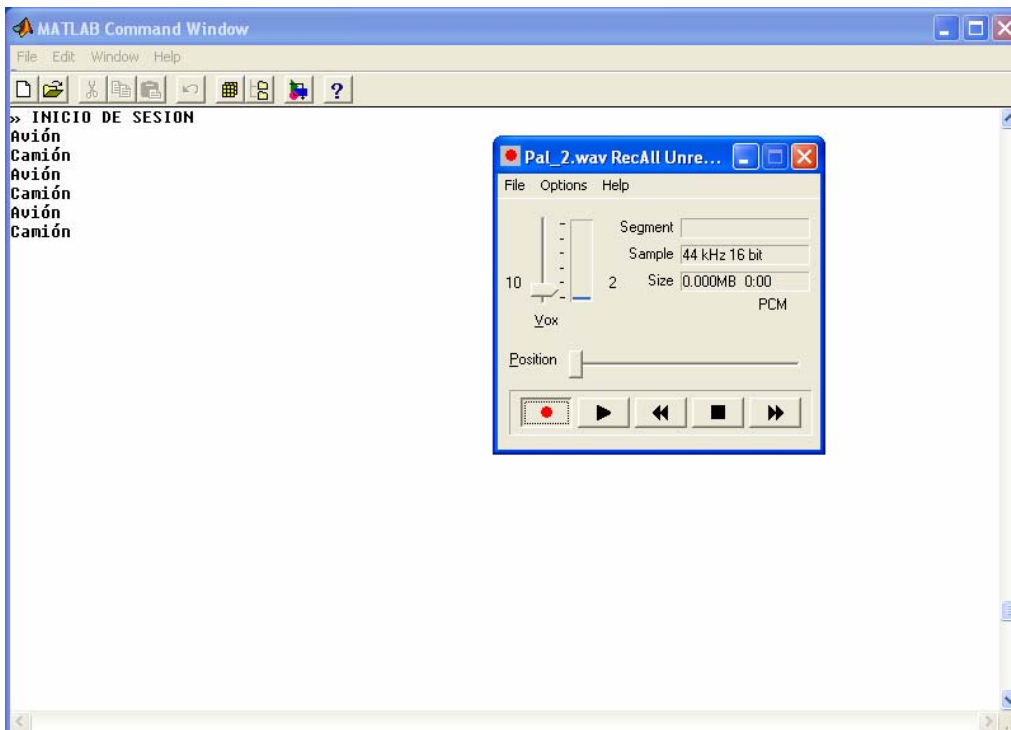 MATLAB Command Window
File Edit Window Help
?
» INICIO DE SESION
Avión
Camión
Avión
Camión
Avión
Camión
Pal_2.wav RecAll Unre...
File Options Help
Segment
Sample 44 kHz 16 bit
10 2 Size 0.000MB 0:00
PCM
Vox
Position